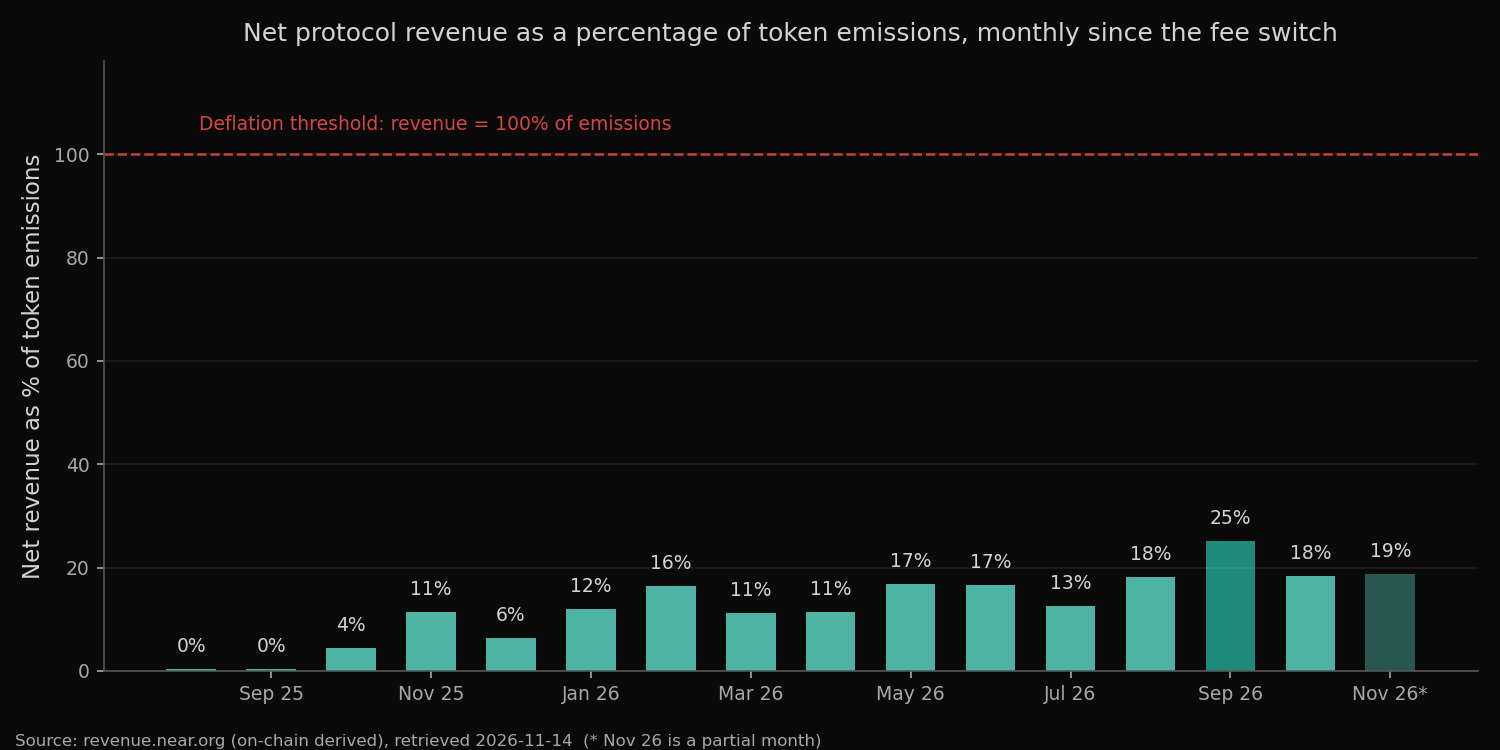 Net protocol revenue as a percentage of token emissions, monthly since the fee switch
Deflation threshold: revenue = 100% of emissions
Net revenue as % of token emissions
100
80
60
40
20
0
0%
0%
4%
11%
6%
12%
16%
11%
11%
17%
17%
13%
18%
25%
18%
19%
Sep 25
Nov 25
Jan 26
Mar 26
May 26
Jul 26
Sep 26
Nov 26*
Source: revenue.near.org (on-chain derived), retrieved 2026-11-14 (* Nov 26 is a partial month)